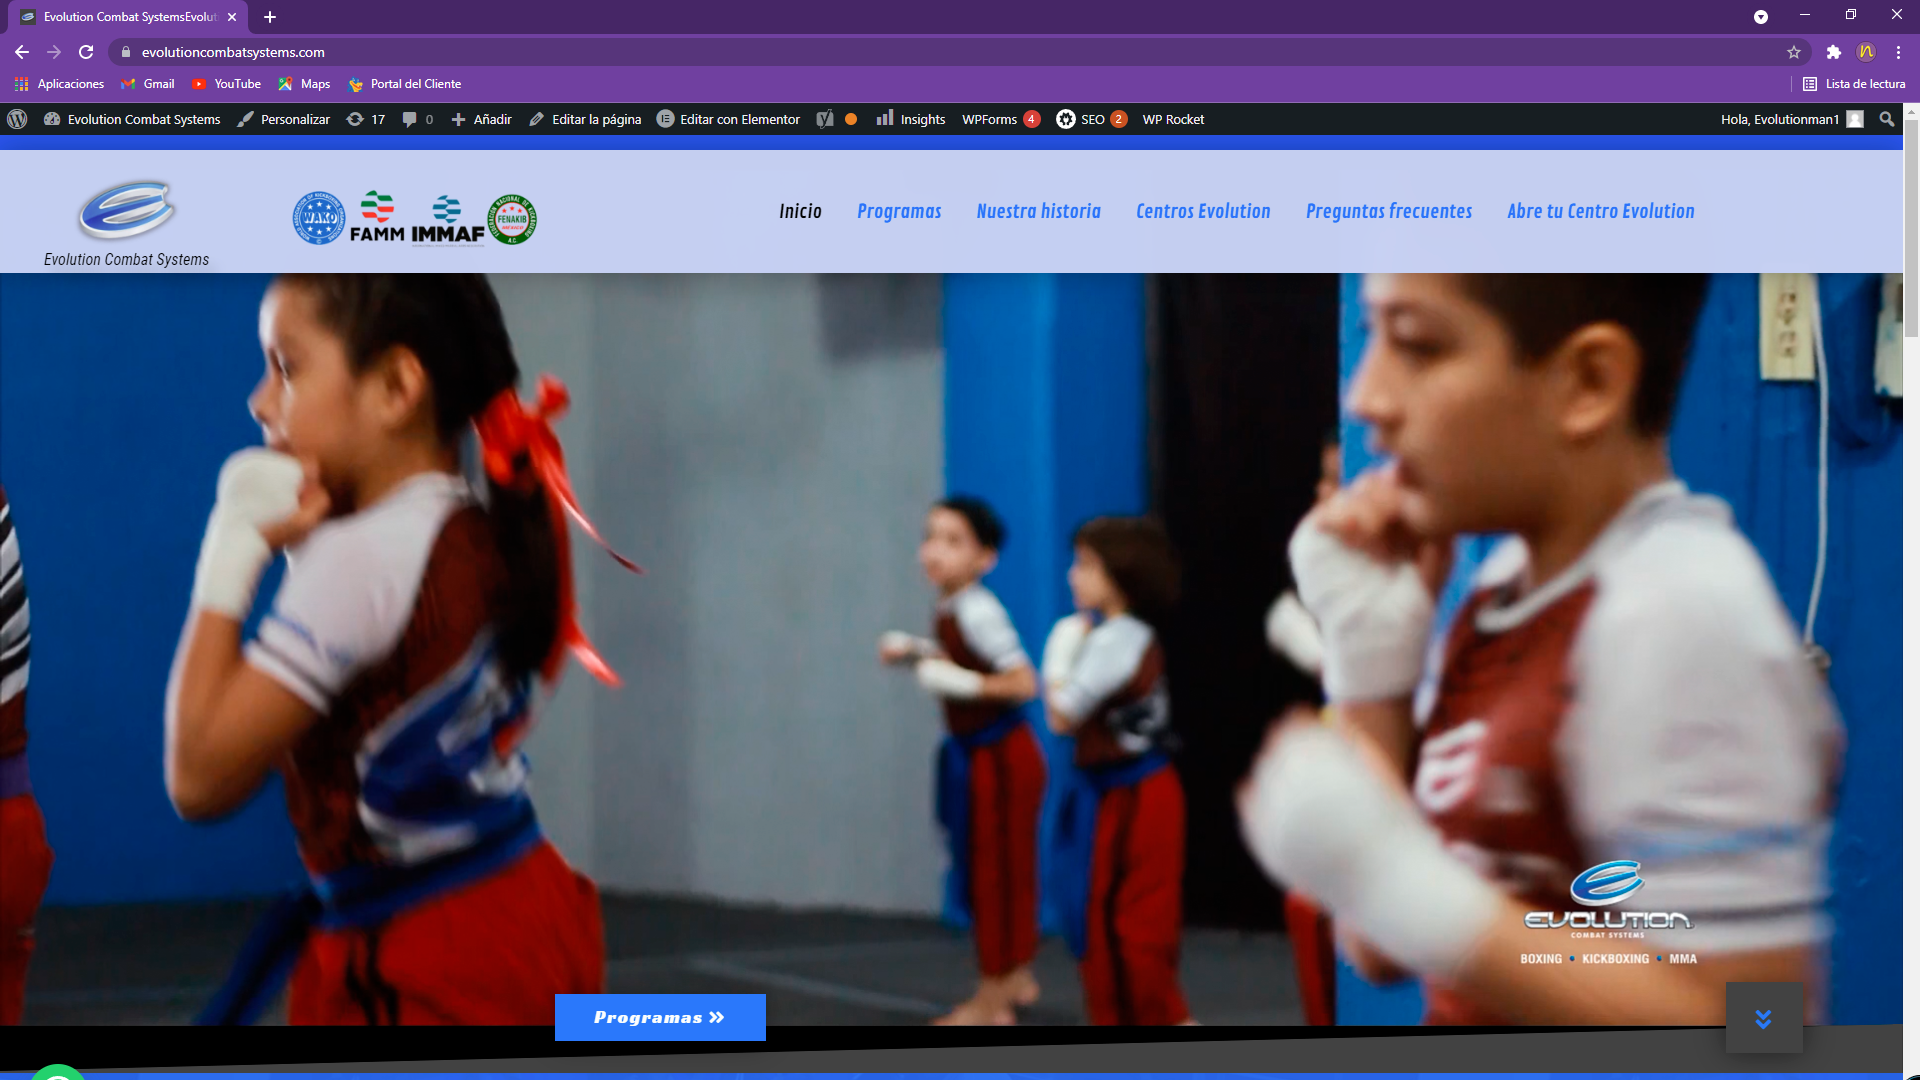 Evolution Combat SystemsEvolut
evolutioncombatsystems.com
Aplicaciones Gmail YouTube Maps Portal del Cliente Lista de lectura
Evolution Combat Systems Personalizar 17 0 Añadir Editar la página Editar con Elementor Insights WPForms 4 SEO 2 WP Rocket Hola, Evolutionman1
Evolution Combat Systems
WAKO
FAMM
IMMAF
FENAKIB
A.C.
Inicio Programas Nuestra historia Centros Evolution Preguntas frecuentes Abre tu Centro Evolution
EVOLUTION
COMBAT SYSTEMS
BOXING • KICKBOXING • MMA
Programas »